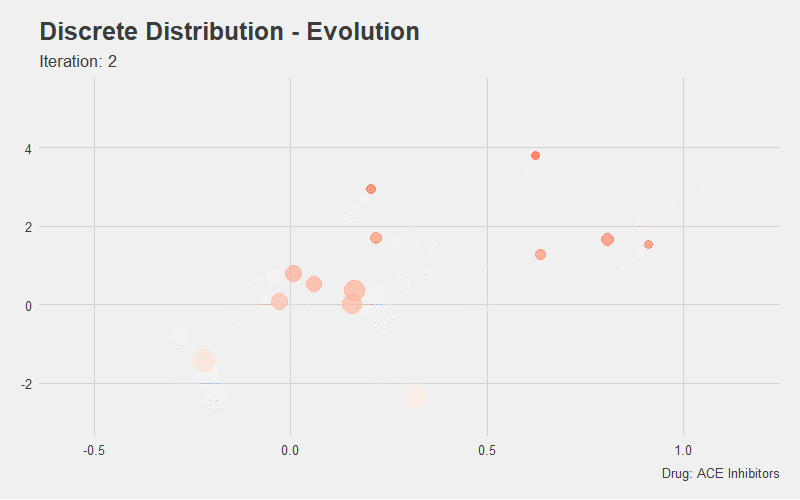 Discrete Distribution - Evolution
Iteration: 2
4
2
0
-2
-0.5 0.0 0.5 1.0
Drug: ACE Inhibitors